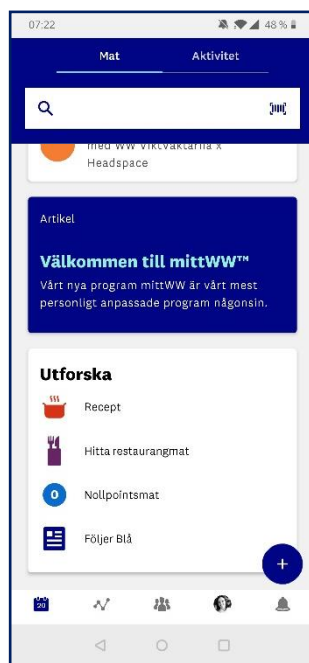 07:22
48 %
Mat Aktivitet
med WW Viktväktarna x
Headspace
Artikel
Välkommen till mittWW™
Vårt nya program mittWW är vårt mest
personligt anpassade program någonsin.
Utforska
Recept
Hitta restaurangmat
0 Nollpointsmat
Följer Blå
+
20